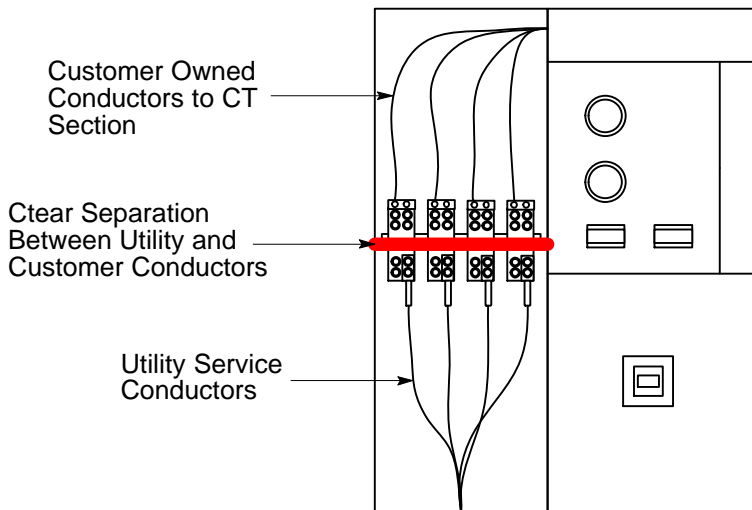 Customer Owned
Conductors to CT
Section
Ctear Separation
Between Utility and
Customer Conductors
Utility Service
Conductors